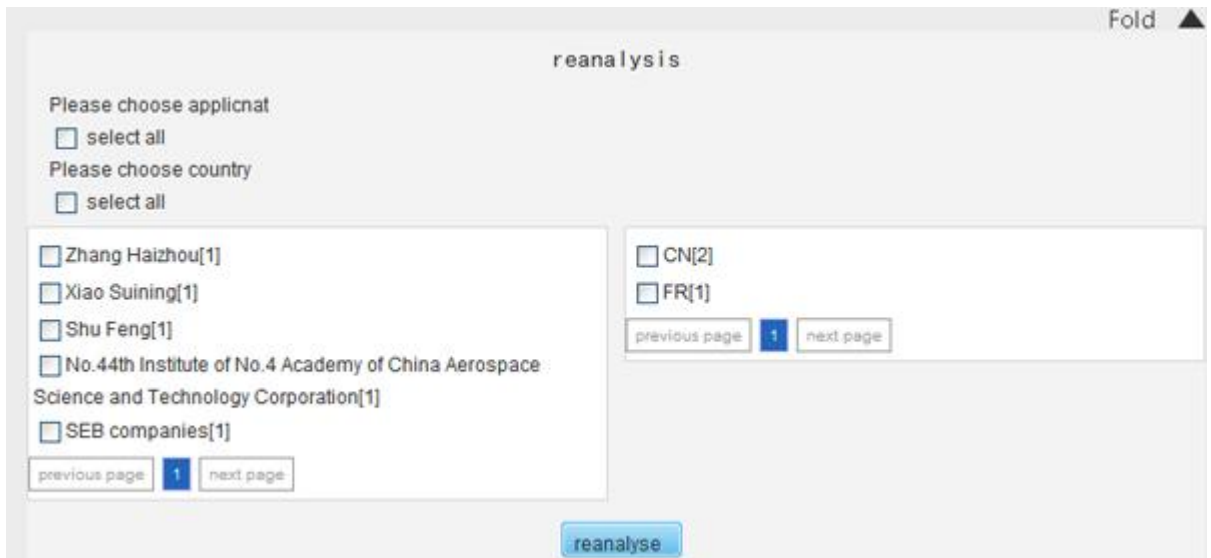 Fold
reanalysis
Please choose applicnat
select all
Please choose country
select all
Zhang Haizhou[1]
Xiao Suining[1]
Shu Feng[1]
No.44th Institute of No.4 Academy of China Aerospace
Science and Technology Corporation[1]
SEB companies[1]
previous page 1 next page
CN[2]
FR[1]
previous page 1 next page
reanalyse